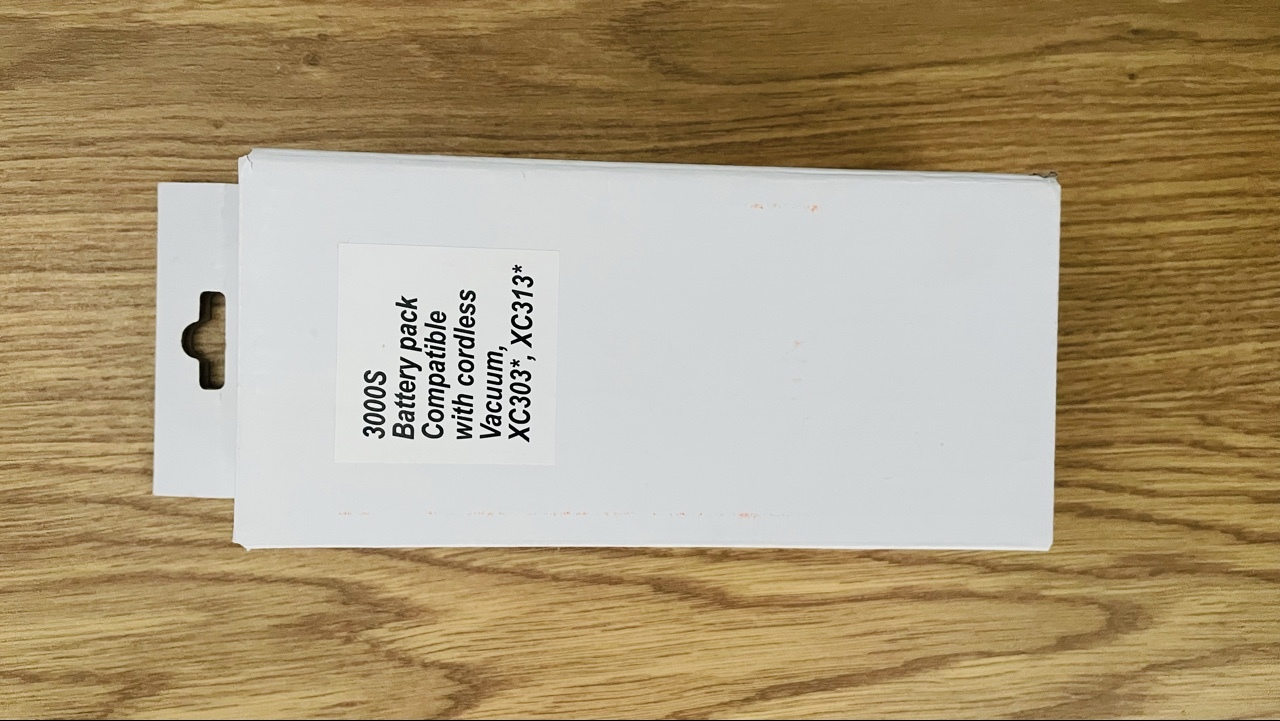 3000S
Battery pack
Compatible
with cordless
Vacuum,
XC303*, XC313*